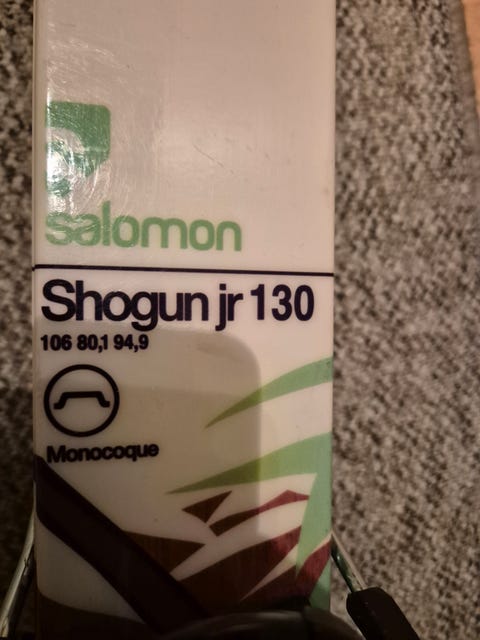 salomon
Shogun jr 130
106 80,1 94,9
Monocoque